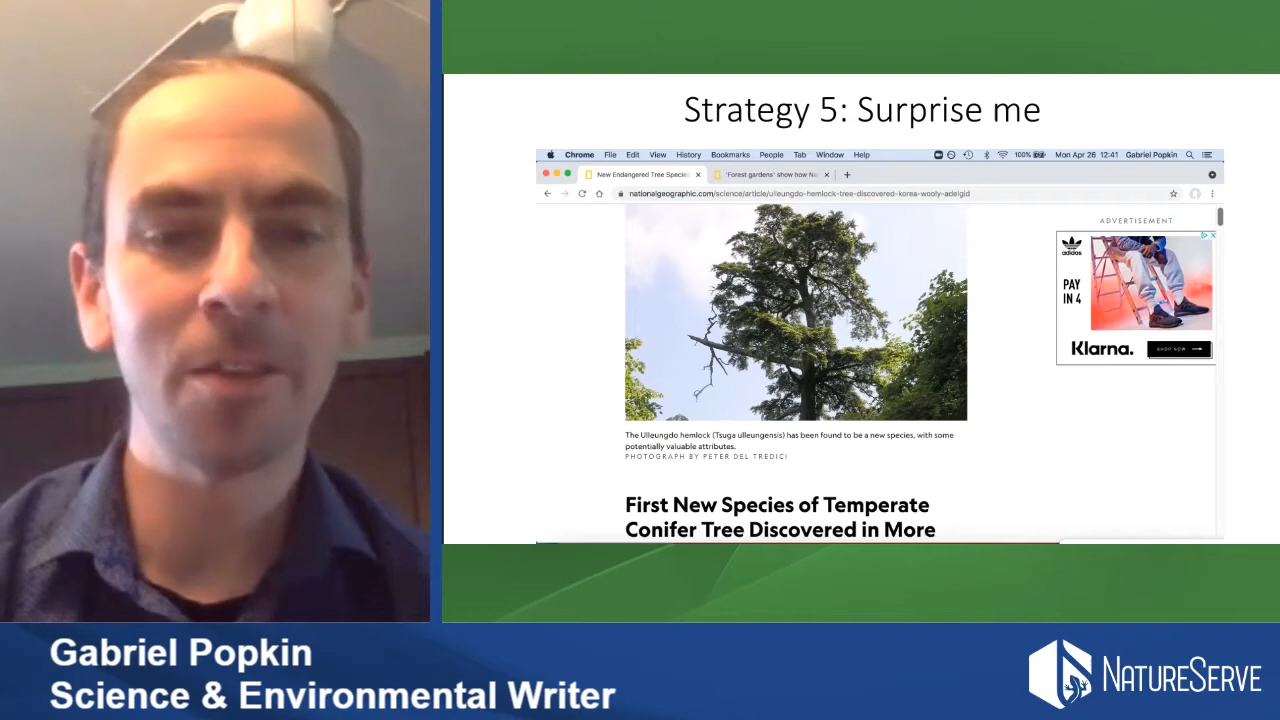 Strategy 5: Surprise me
Chrome File Edit View History Bookmarks People Tab Window Help 100% Mon Apr 26 12:41 Gabriel Popkin
New Endangered Tree Species × 'Forest gardens' show how Na × +
nationalgeographic.com/science/article/ulleungdo-hemlock-tree-discovered-korea-wooly-adelgid
ADVERTISEMENT
adidas
PAY
IN 4
Klarna.
SHOP NOW
The Ulleungdo hemlock (Tsuga ulleungensis) has been found to be a new species, with some
potentially valuable attributes.
PHOTOGRAPH BY PETER DEL TREDICI
First New Species of Temperate
Conifer Tree Discovered in More
Gabriel Popkin
Science & Environmental Writer
NATURESERVE